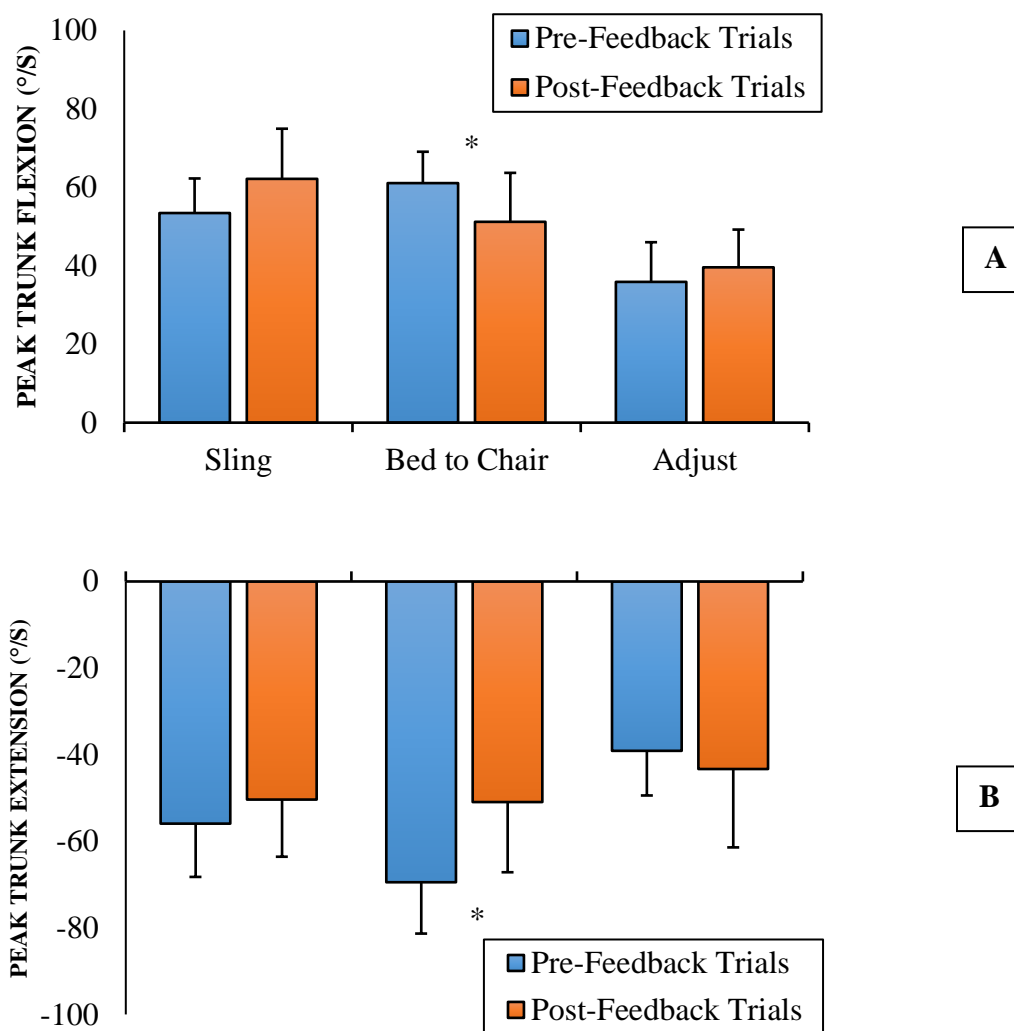 PEAK TRUNK FLEXION (°/S)
100
80
60
40
20
0
Pre-Feedback Trials
Post-Feedback Trials
*
Sling Bed to Chair Adjust
A
PEAK TRUNK EXTENSION (°/S)
0
-20
-40
-60
-80
-100
*
Pre-Feedback Trials
Post-Feedback Trials
B